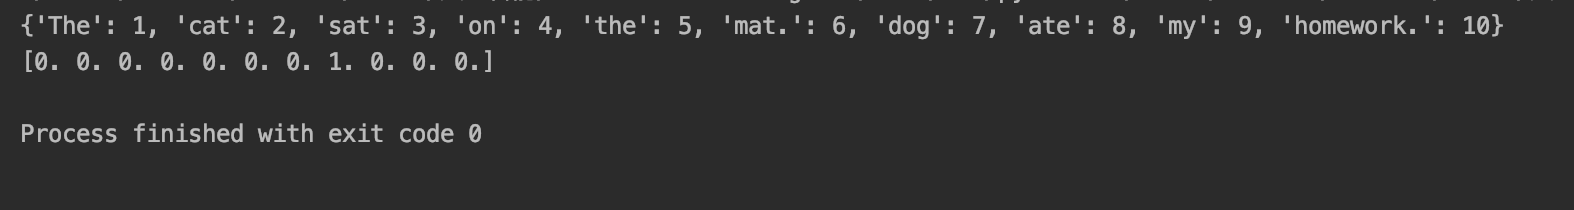 {'The': 1, 'cat': 2, 'sat': 3, 'on': 4, 'the': 5, 'mat.': 6, 'dog': 7, 'ate': 8, 'my': 9, 'homework.': 10}
[0. 0. 0. 0. 0. 0. 0. 1. 0. 0. 0.]
Process finished with exit code 0